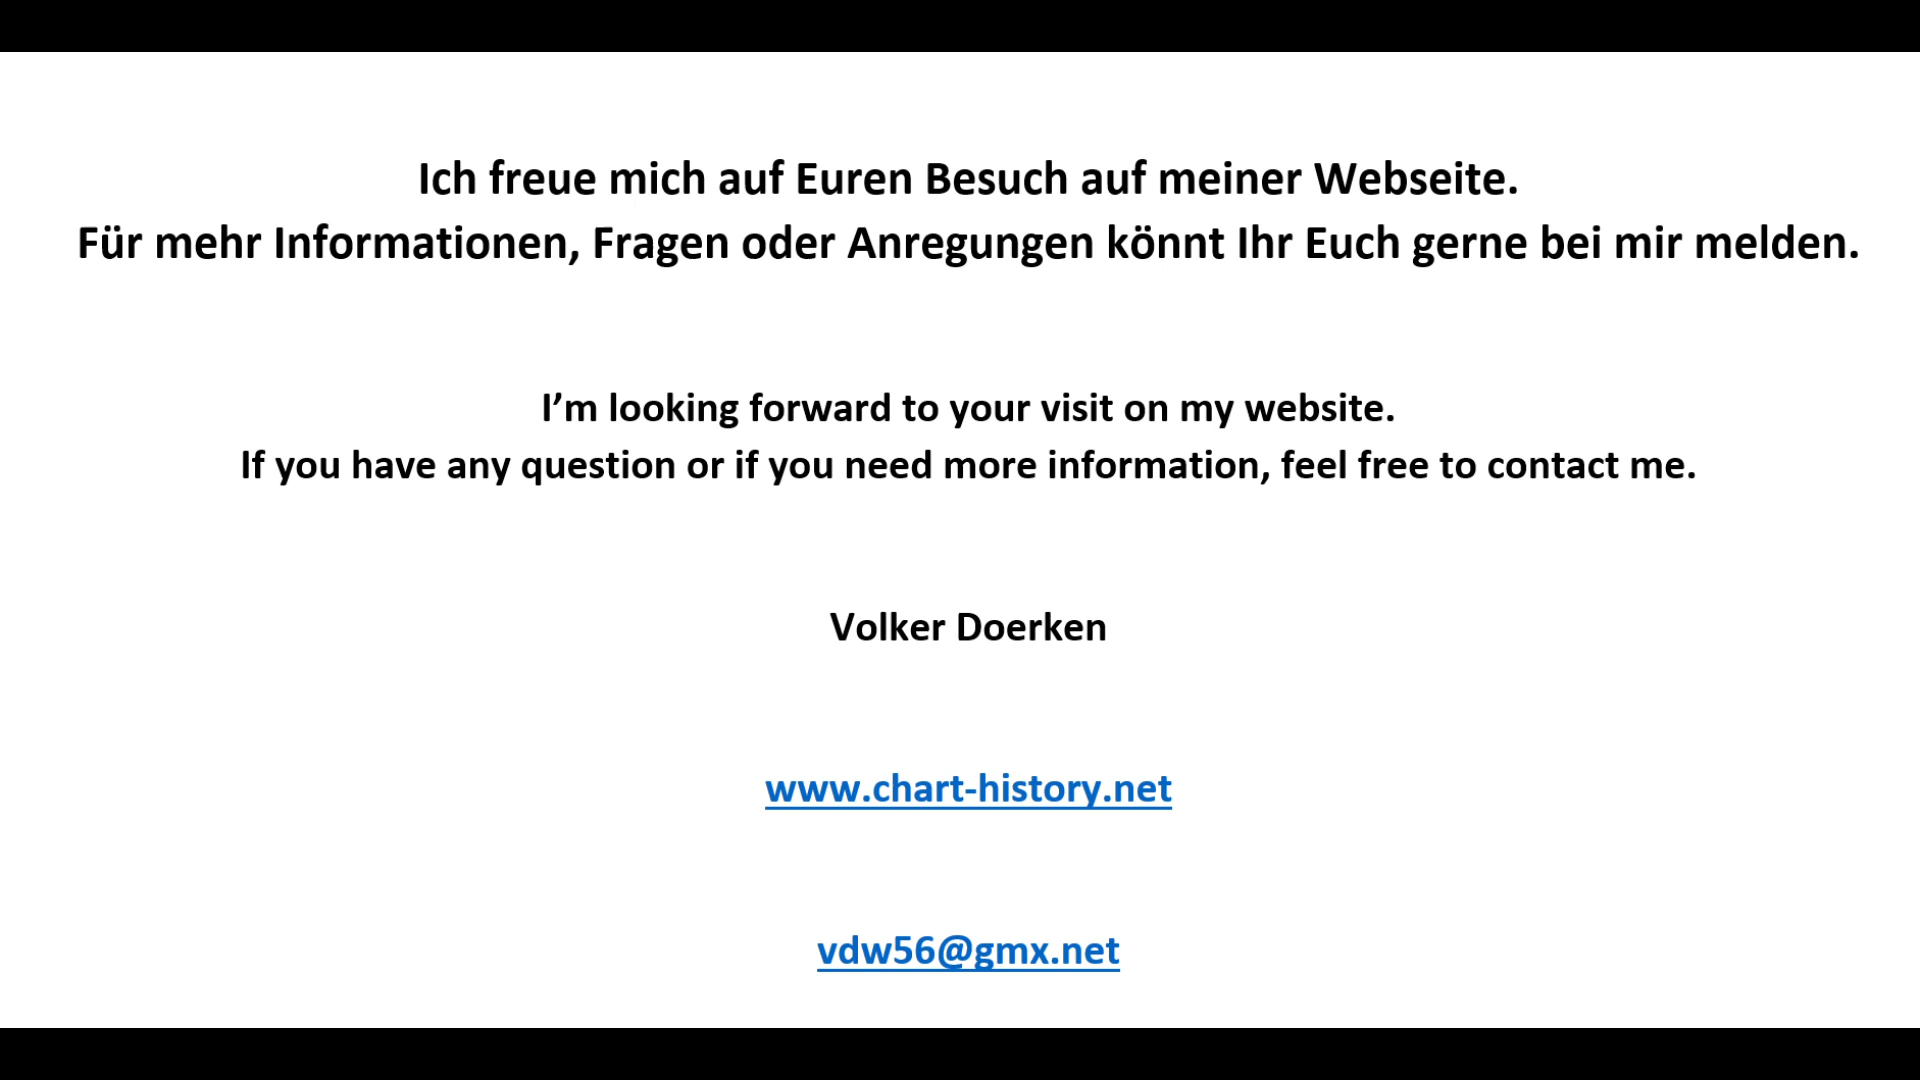 Ich freue mich auf Euren Besuch auf meiner Webseite.
Für mehr Informationen, Fragen oder Anregungen könnt Ihr Euch gerne bei mir melden.
I’m looking forward to your visit on my website.
If you have any question or if you need more information, feel free to contact me.
Volker Doerken
www.chart-history.net
vdw56@gmx.net